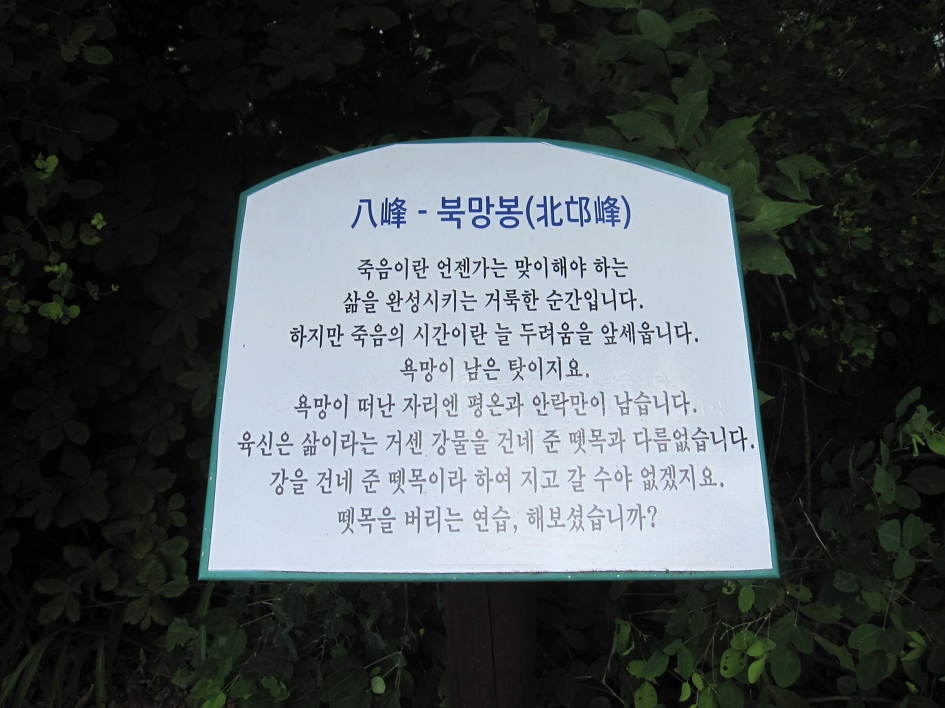 八峰 - 북망봉(北邙峰)
죽음이란 언젠가는 맞이해야 하는
삶을 완성시키는 거룩한 순간입니다.
하지만 죽음의 시간이란 늘 두려움을 앞세웁니다.
욕망이 남은 탓이지요.
욕망이 떠난 자리엔 평온과 안락만이 남습니다.
육신은 삶이라는 거센 강물을 건네 준 뗏목과 다름없습니다.
강을 건네 준 뗏목이라 하여 지고 갈 수야 없겠지요.
뗏목을 버리는 연습, 해보셨습니까?